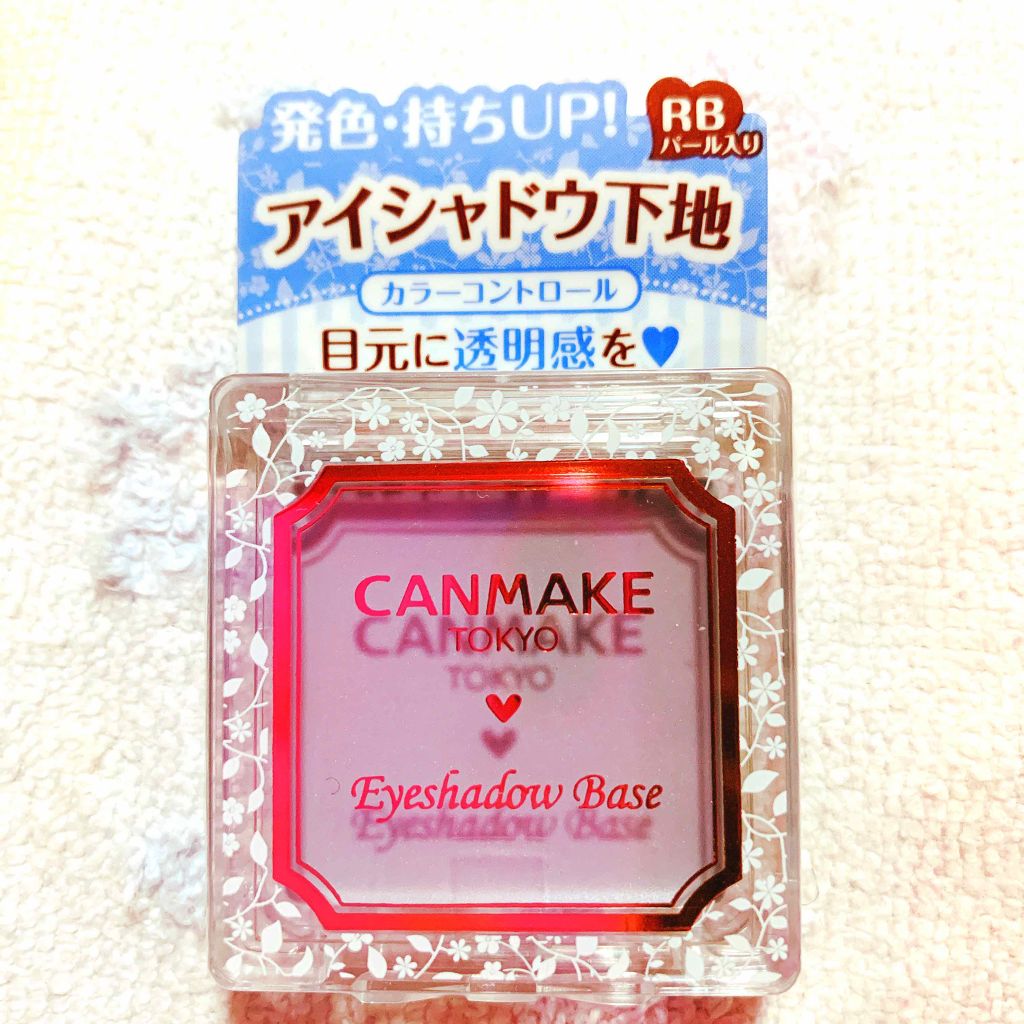 発色・持ちUP!
RB
パール入り
アイシャドウ下地
カラーコントロール
目元に透明感を♥
CANMAKE
TOKYO
Eyeshadow Base